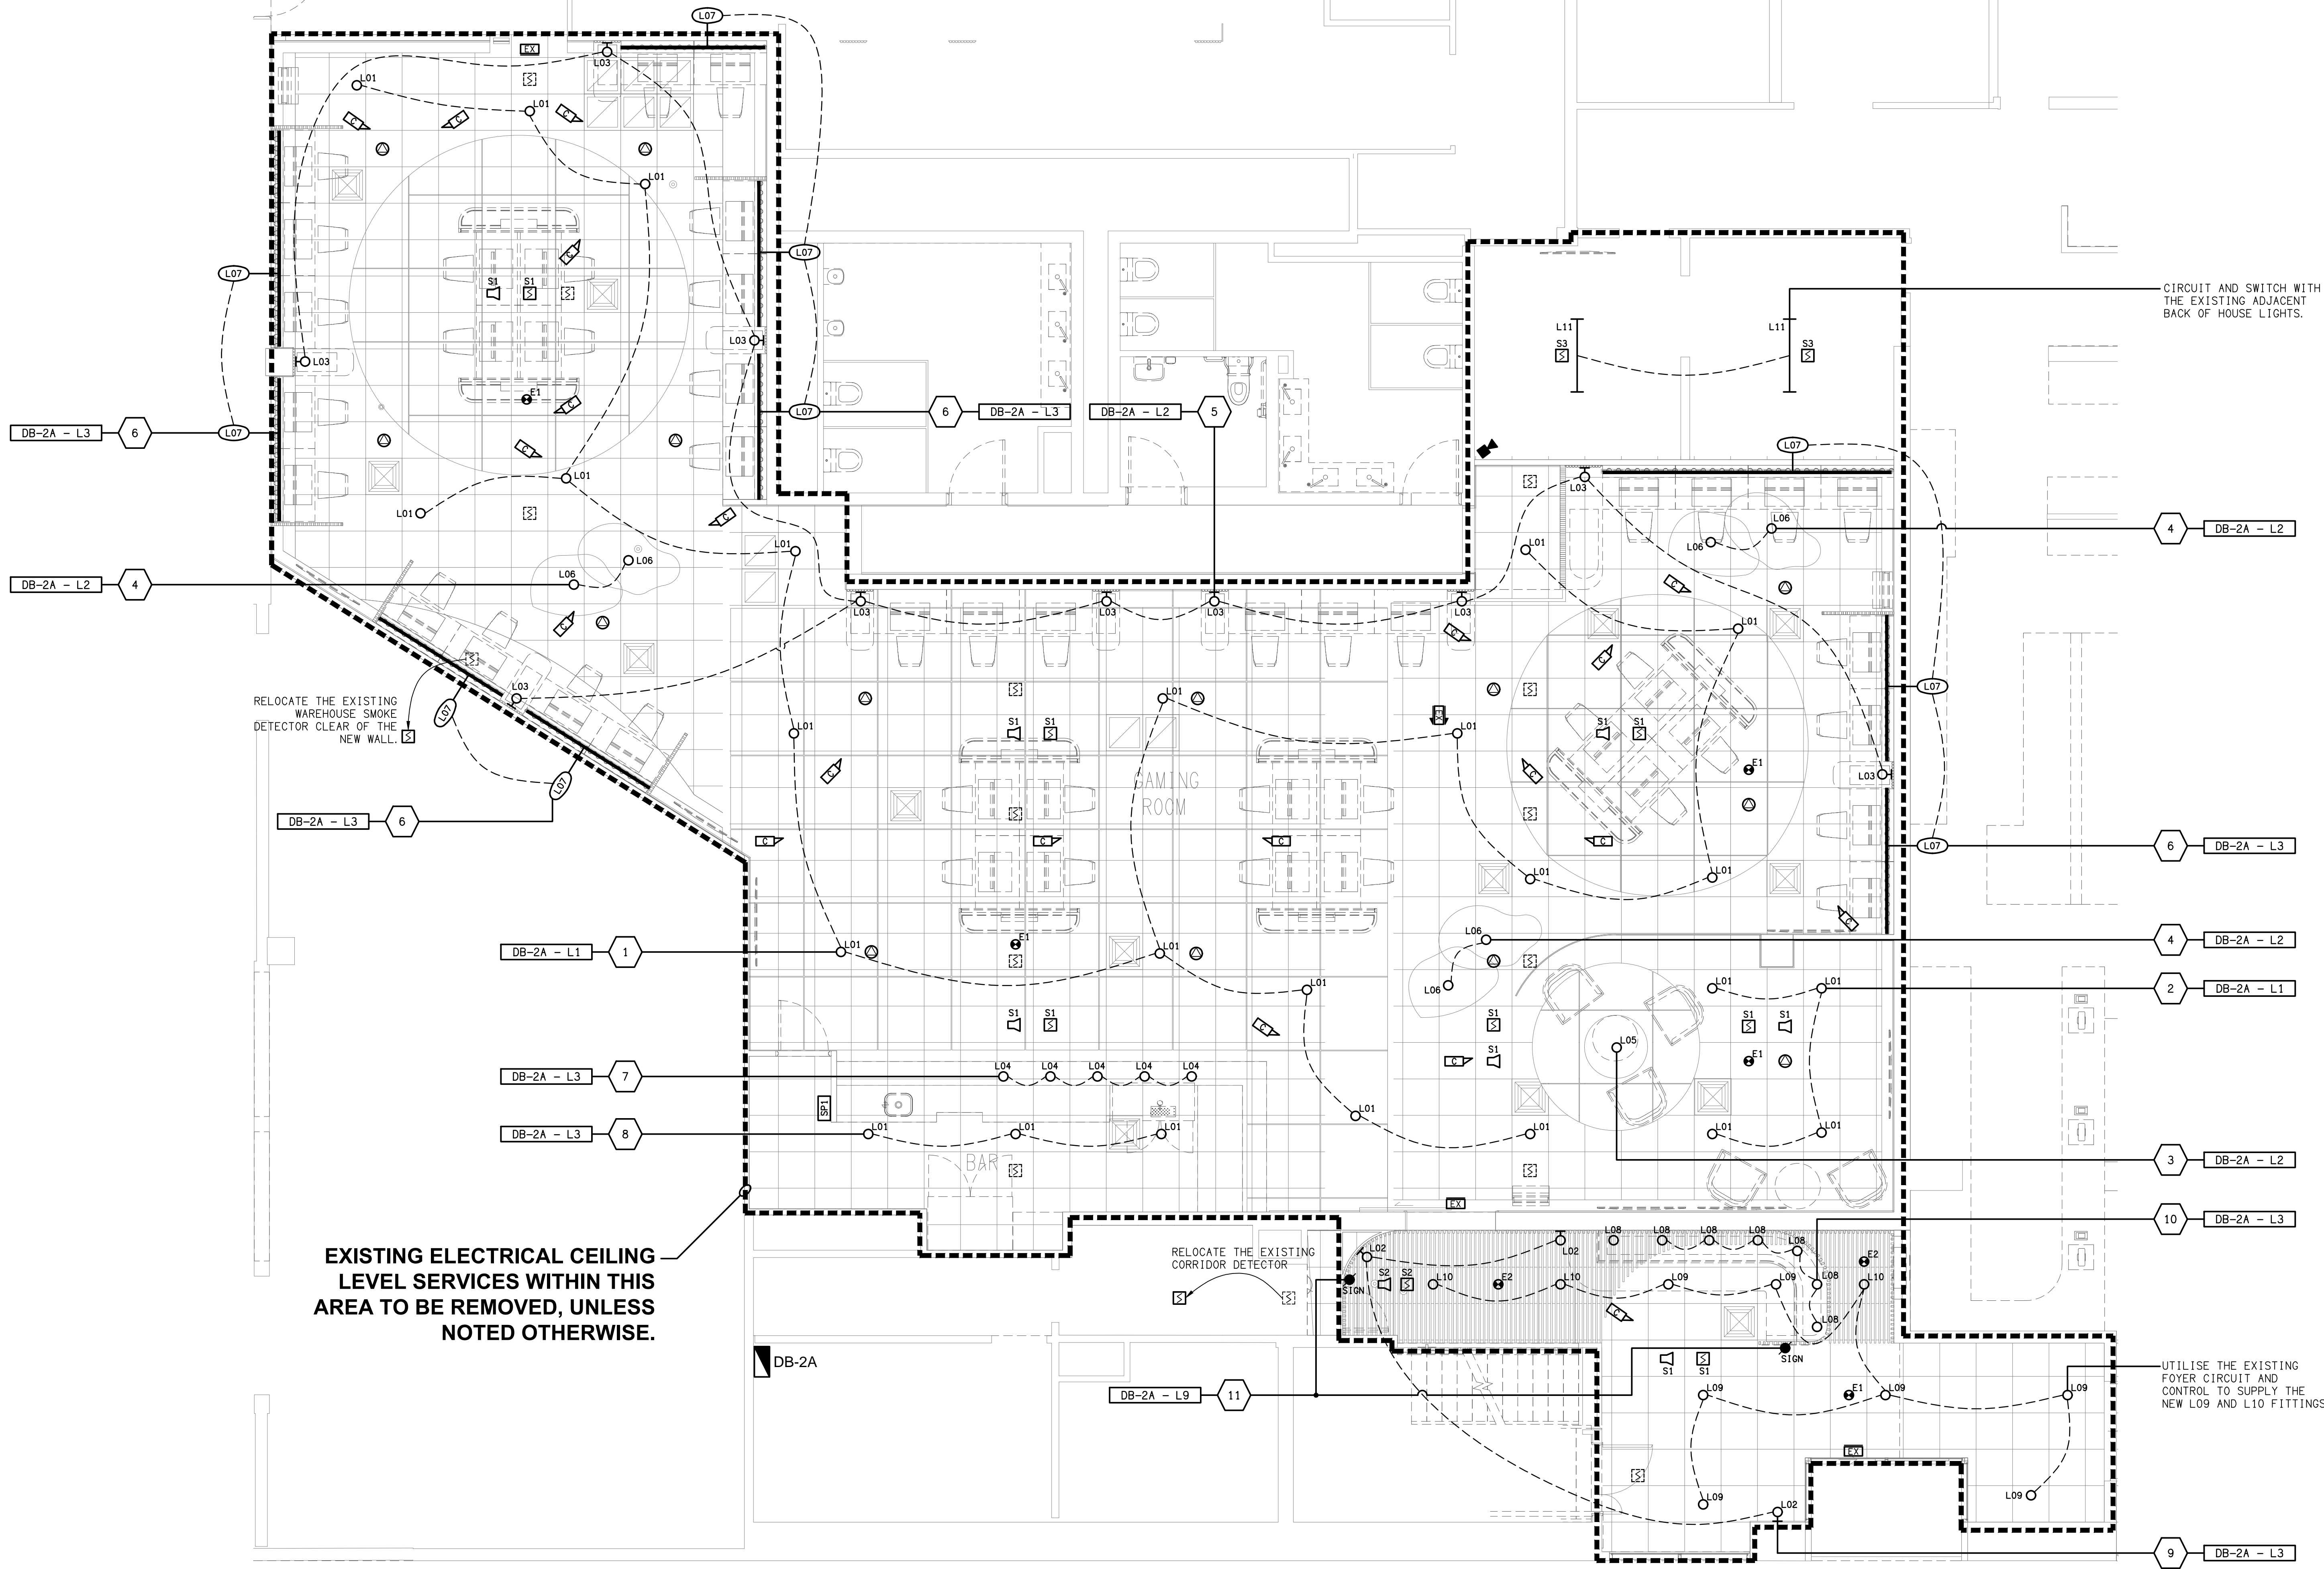 L07
EX
L03
L01
L01
C
C
C
L01
L07
C
L07
S1
S1
CIRCUIT AND SWITCH WITH
THE EXISTING ADJACENT
BACK OF HOUSE LIGHTS.
L11
L11
S3
S3
L03
L03
E1
C
L07
6
DB-2A - L3
DB-2A - L2
5
DB-2A - L3
6
L07
C
L07
L03
L01
L01
C
L06
4
DB-2A - L2
L06
L01
L01
L06
DB-2A - L2
4
L06
C
C
L03
L03
L03
L03
C
L01
C
RELOCATE THE EXISTING
WAREHOUSE SMOKE
DETECTOR CLEAR OF THE
NEW WALL.
L03
L07
L07
L01
S1
S1
EX
L01
S1
S1
L01
C
GAMING
ROOM
C
E1
L03
L07
DB-2A - L3
6
C
C
C
C
L07
6
DB-2A - L3
L01
L01
C
DB-2A - L1
1
L01
E1
L01
L06
4
DB-2A - L2
L06
L01
L01
L01
2
DB-2A - L1
S1
S1
C
S1
S1
S1
C
S1
L05
E1
DB-2A - L3
7
L04
L04
L04
L04
L04
SP1
L01
DB-2A - L3
8
L01
L01
L01
L01
L01
L01
BAR
3
DB-2A - L2
EX
10
DB-2A - L3
EXISTING ELECTRICAL CEILING
LEVEL SERVICES WITHIN THIS
AREA TO BE REMOVED, UNLESS
NOTED OTHERWISE.
RELOCATE THE EXISTING
CORRIDOR DETECTOR
L02
L02
L08
L08
L08
L08
L08
E2
SIGN
S2
S2
L10
E2
L10
L09
L09
L08
L10
C
L08
SIGN
DB-2A
S1
S1
UTILISE THE EXISTING
FOYER CIRCUIT AND
CONTROL TO SUPPLY THE
NEW L09 AND L10 FITTINGS
DB-2A - L9
11
L09
E1
L09
L09
EX
L09
L02
L09
9
DB-2A - L3